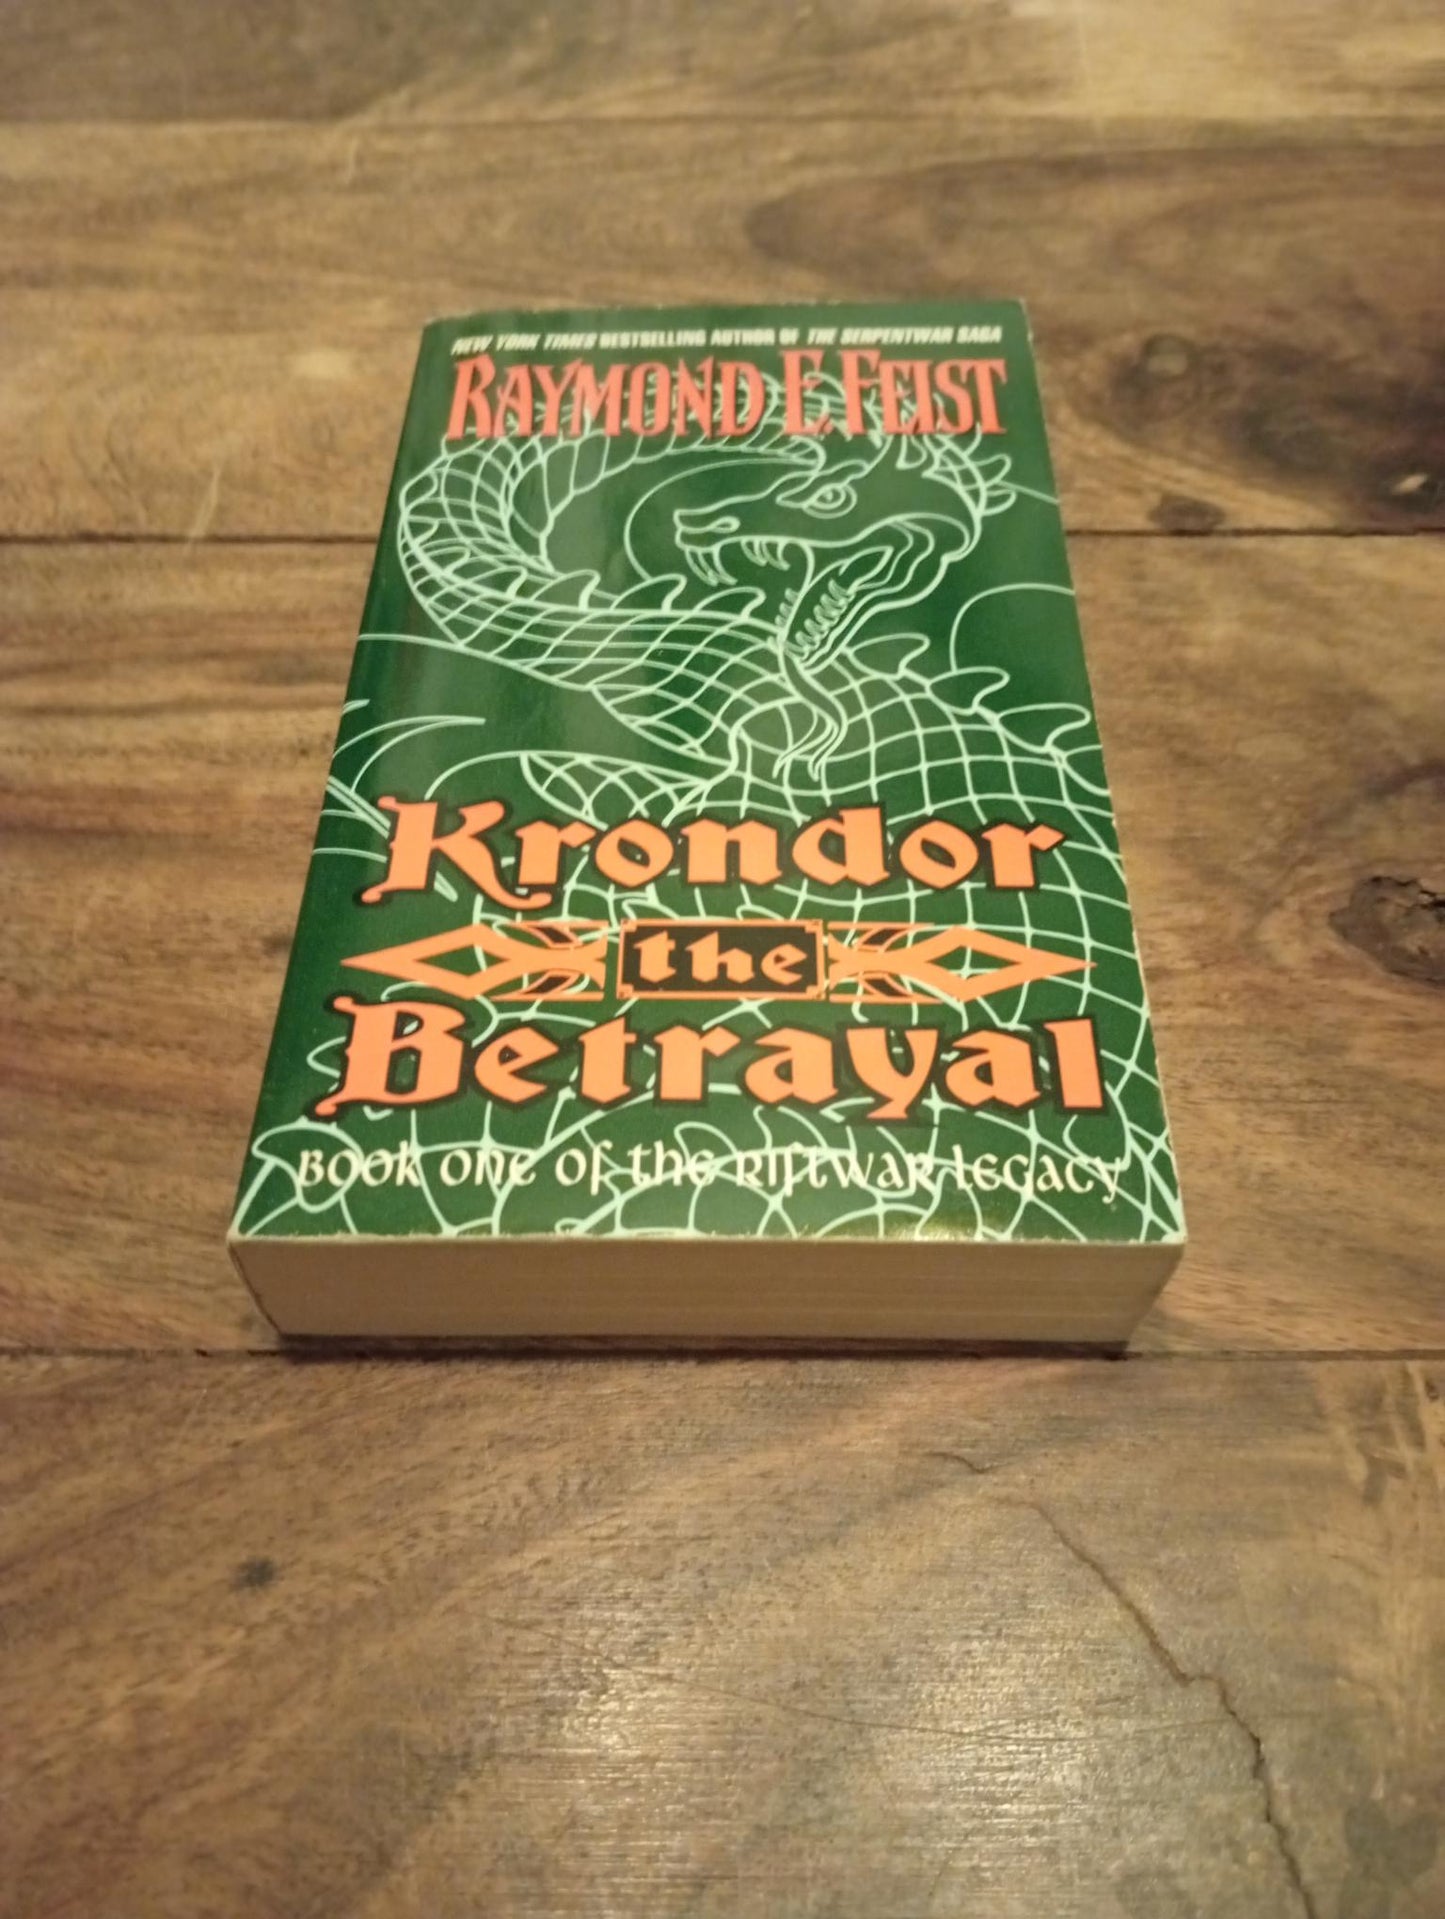 NEW YORK TIMES BESTSELLING AUTHOR OF THE SERPENTWAR SAGA
RAYMOND E. FEIST
Krondor
the
Betrayal
BOOK ONE OF THE RIFTWAR LEGACY